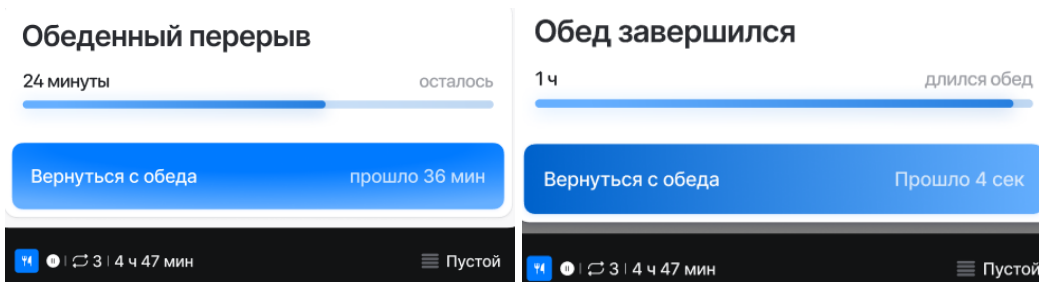 Обеденный перерыв
24 минуты осталось
Вернуться с обеда прошло 36 мин
3 | 4 ч 47 мин Пустой
Обед завершился
1 ч длился обед
Вернуться с обеда Прошло 4 сек
3 | 4 ч 47 мин Пустой